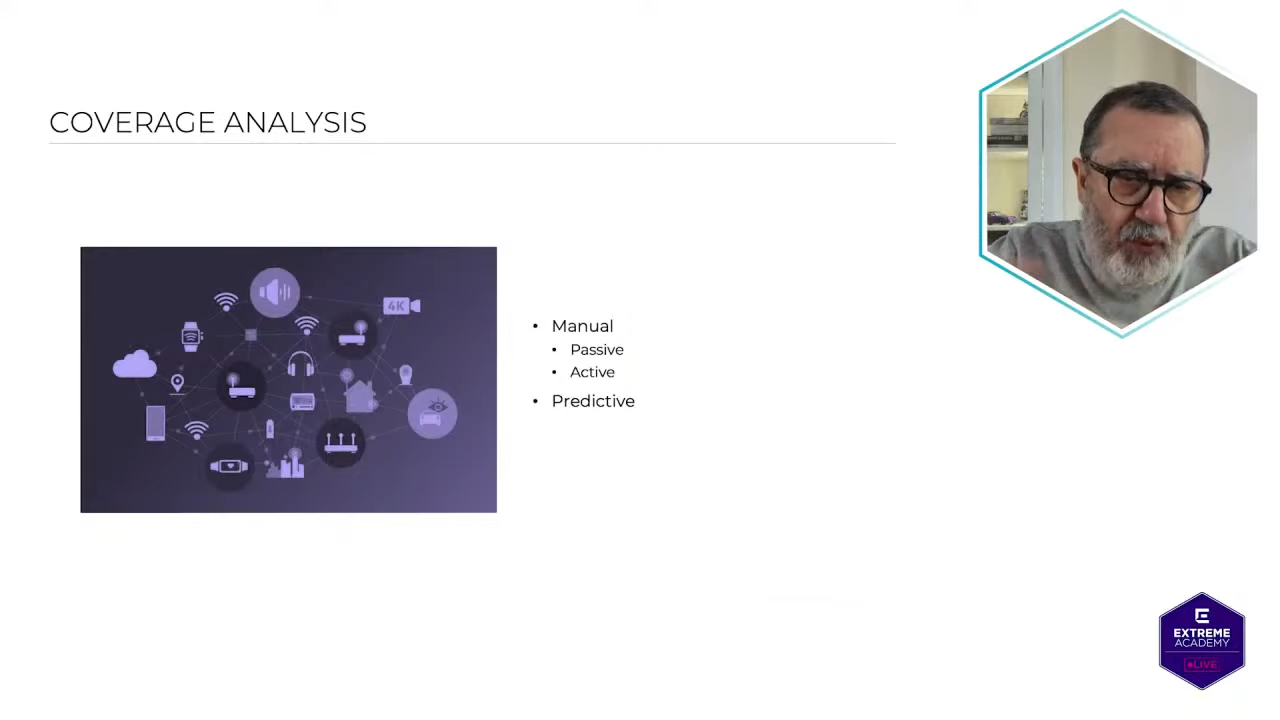 COVERAGE ANALYSIS
4K
• Manual
• Passive
• Active
• Predictive
EXTREME
ACADEMY
LIVE